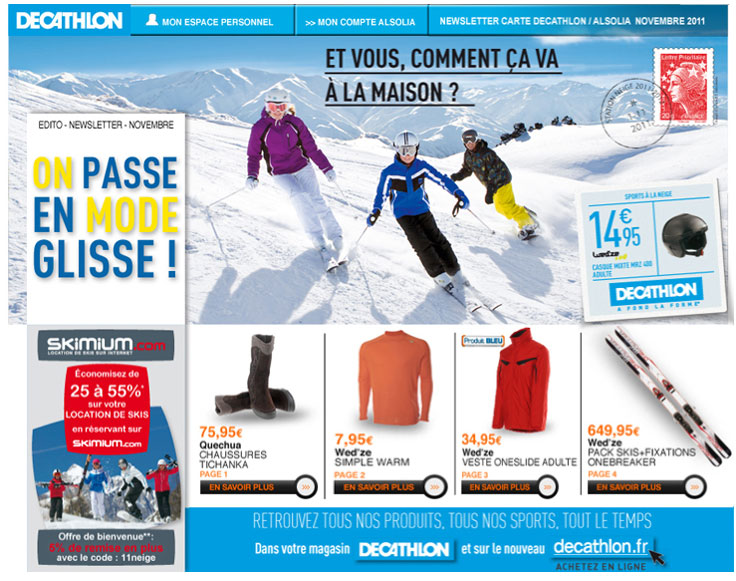 DECATHLON
MON ESPACE PERSONNEL
>> MON COMPTE ALSOLIA
NEWSLETTER CARTE DECATHLON / ALSOLIA NOVEMBRE 2011
ET VOUS, COMMENT ÇA VA
À LA MAISON ?
Lettre Prioritaire
20g
EDITO - NEWSLETTER - NOVEMBRE
ON PASSE
EN MODE
GLISSE !
SPORTS À LA NEIGE
14€95
Wed'ze
CASQUE MOITE MRZ 400
ADULTE
DECATHLON
A FOND LA FORME
SKIMIUM.com
LOCATION DE SKIS SUR INTERNET
Économisez de
25 à 55%*
sur votre
LOCATION DE SKIS
en réservant sur
SKIMIUM.com
Offre de bienvenue**:
5% de remise en plus
avec le code : 11neige
75,95€
Quechua
CHAUSSURES
TICHANKA
PAGE 1
EN SAVOIR PLUS
7,95€
Wed'ze
SIMPLE WARM
PAGE 2
EN SAVOIR PLUS
Produit BLEU
34,95€
Wed'ze
VESTE ONESLIDE ADULTE
PAGE 3
EN SAVOIR PLUS
649,95€
Wed'ze
PACK SKIS+FIXATIONS
ONEBREAKER
PAGE 4
EN SAVOIR PLUS
RETROUVEZ TOUS NOS PRODUITS, TOUS NOS SPORTS, TOUT LE TEMPS
Dans votre magasin DECATHLON et sur le nouveau decathlon.fr
ACHETEZ EN LIGNE